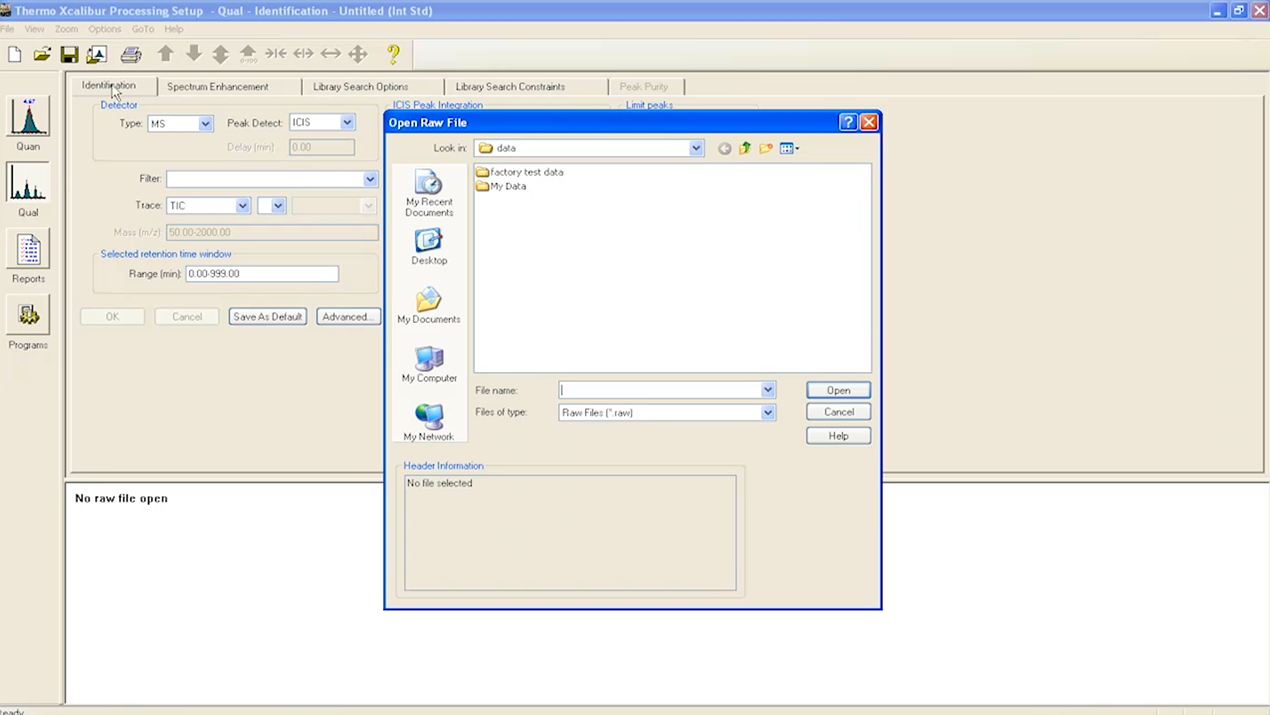 Thermo Xcalibur Processing Setup - Qual - Identification - Untitled (Int Std)
File View Zoom Options GoTo Help
Identification Spectrum Enhancement Library Search Options Library Search Constraints Peak Purity
Detector
Type: MS Peak Detect: ICIS
Delay (min): 0.00
Filter:
Trace: TIC
Mass (m/z): 50.00-2000.00
Selected retention time window
Range (min): 0.00-999.00
OK Cancel Save As Default Advanced...
ICIS Peak Integration
Limit peaks
Quan
Qual
Reports
Programs
Open Raw File
Look in: data
My Recent Documents
Desktop
My Documents
My Computer
My Network
factory test data
My Data
File name: Open
Files of type: Raw Files (*.raw) Cancel
Help
Header Information
No file selected
No raw file open